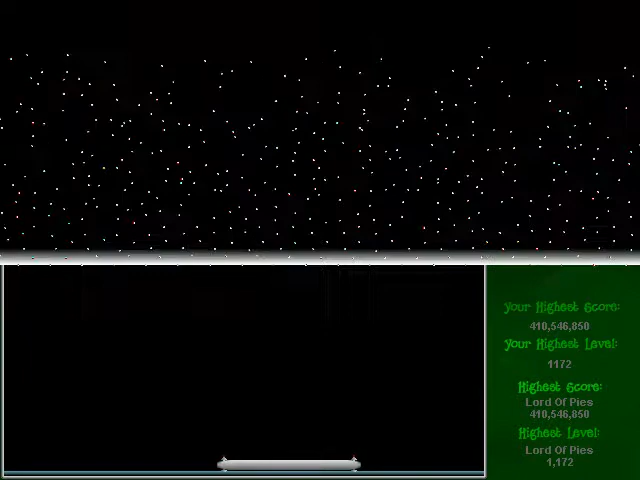 Your Highest Score:
410,546,850
Your Highest Level:
1172
Highest Score:
Lord Of Pies
410,546,850
Highest Level:
Lord Of Pies
1,172